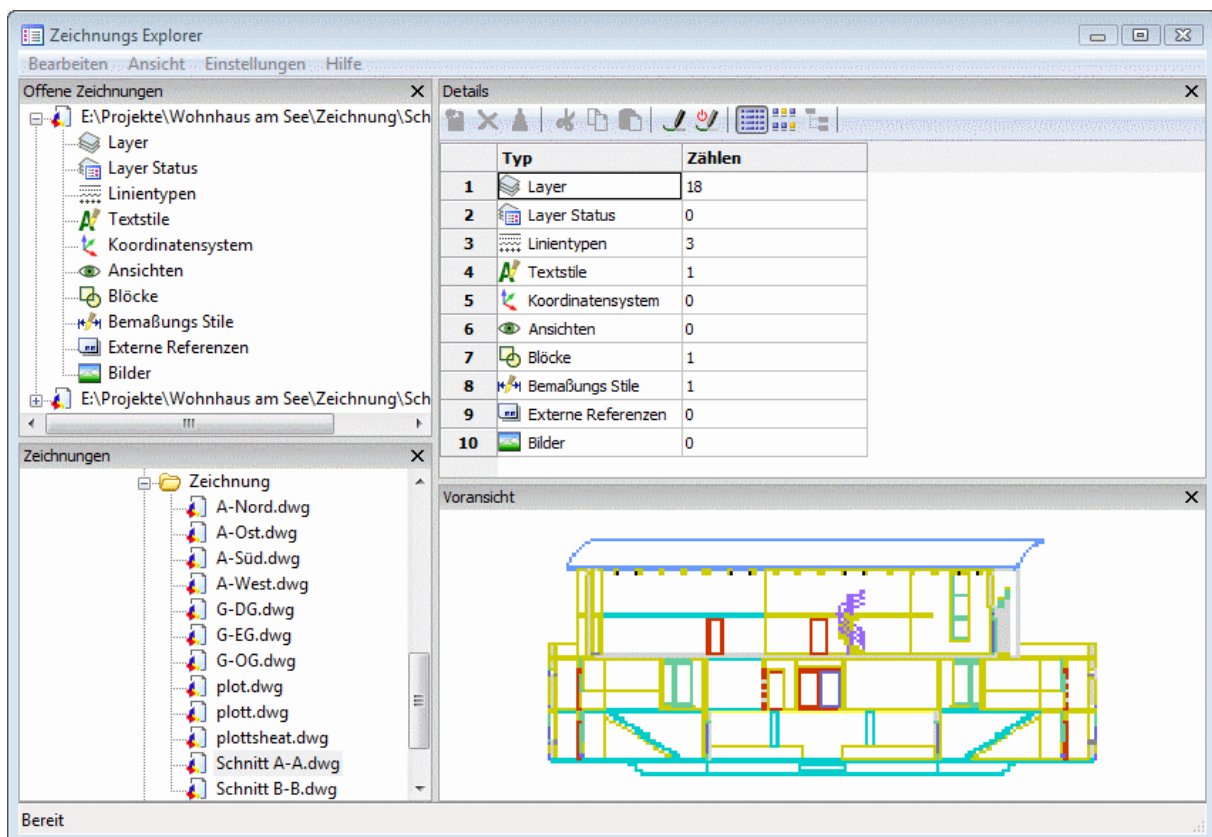 Zeichnungs Explorer
Bearbeiten Ansicht Einstellungen Hilfe
Offene Zeichnungen
E:\Projekte\Wohnhaus am See\Zeichnung\Sch
Layer
Layer Status
Linientypen
Textstile
Koordinatensystem
Ansichten
Blöcke
Bemaßungs Stile
Externe Referenzen
Bilder
E:\Projekte\Wohnhaus am See\Zeichnung\Sch
Zeichnungen
Zeichnung
A-Nord.dwg
A-Ost.dwg
A-Süd.dwg
A-West.dwg
G-DG.dwg
G-EG.dwg
G-OG.dwg
plot.dwg
plott.dwg
plottsheat.dwg
Schnitt A-A.dwg
Schnitt B-B.dwg
Details
Typ Zählen
1 Layer 18
2 Layer Status 0
3 Linientypen 3
4 Textstile 1
5 Koordinatensystem 0
6 Ansichten 0
7 Blöcke 1
8 Bemaßungs Stile 1
9 Externe Referenzen 0
10 Bilder 0
Voransicht
Bereit